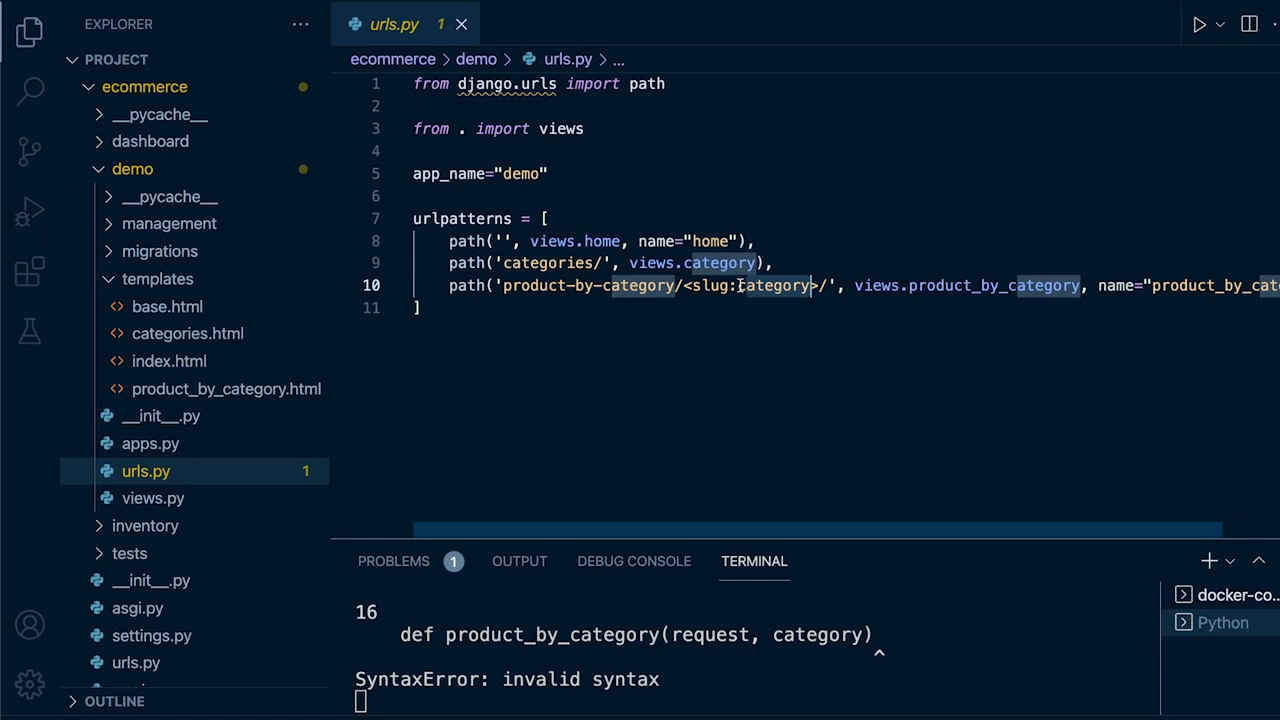 EXPLORER
PROJECT
ecommerce
__pycache__
dashboard
demo
__pycache__
management
migrations
templates
base.html
categories.html
index.html
product_by_category.html
__init__.py
apps.py
urls.py 1
views.py
inventory
tests
__init__.py
asgi.py
settings.py
urls.py
OUTLINE
urls.py 1
ecommerce > demo > urls.py > ...
1 from django.urls import path
2
3 from . import views
4
5 app_name="demo"
6
7 urlpatterns = [
8 path('', views.home, name="home"),
9 path('categories/', views.category),
10 path('product-by-category/<slug:category>/', views.product_by_category, name="product_by_cate
11 ]
PROBLEMS 1 OUTPUT DEBUG CONSOLE TERMINAL
16
def product_by_category(request, category)
^
SyntaxError: invalid syntax
docker-co...
Python